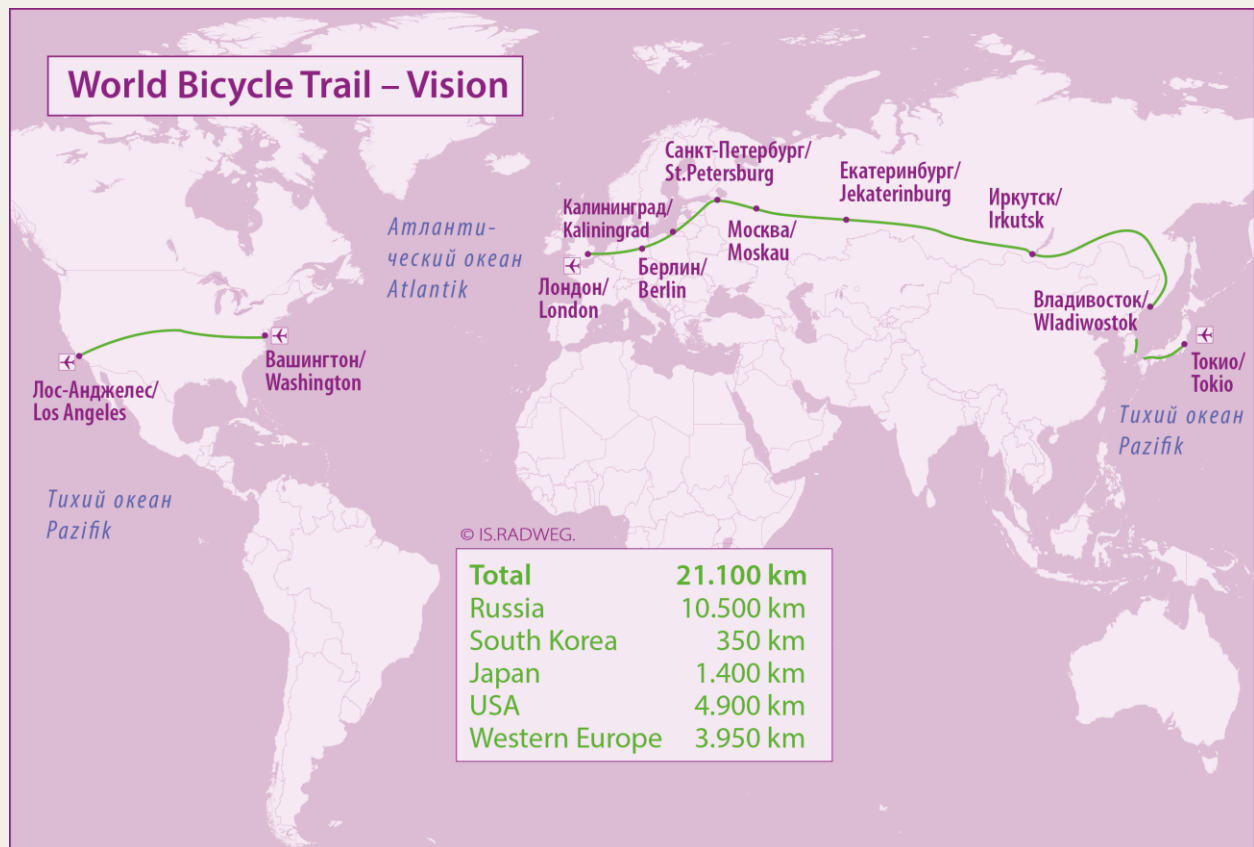 World Bicycle Trail – Vision
Санкт-Петербург/
St.Petersburg
Екатеринбург/
Jekaterinburg
Иркутск/
Irkutsk
Калининград/
Kaliningrad
Москва/
Moskau
Атланти-
ческий океан
Atlantik
Берлин/
Berlin
Лондон/
London
Владивосток/
Wladiwostok
Вашингтон/
Washington
Токио/
Tokio
Лос-Анджелес/
Los Angeles
Тихий океан
Pazifik
Тихий океан
Pazifik
© IS.RADWEG.
Total 21.100 km
Russia 10.500 km
South Korea 350 km
Japan 1.400 km
USA 4.900 km
Western Europe 3.950 km